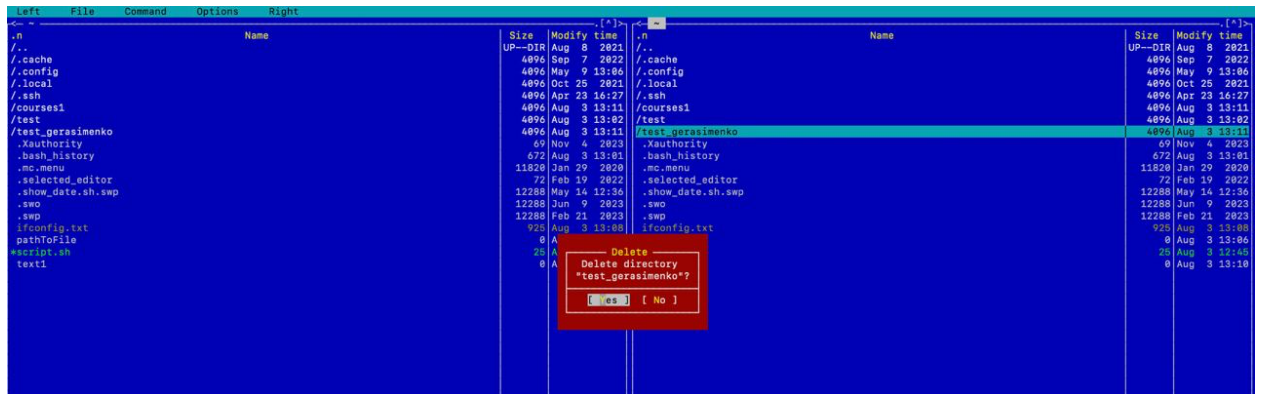 Left File Command Options Right
<— ~ .[^]> <— ~ .[^]>
.n Name Size Modify time .n Name Size Modify time
/.. UP--DIR Aug 8 2021 /.. UP--DIR Aug 8 2021
/.cache 4096 Sep 7 2022 /.cache 4096 Sep 7 2022
/.config 4096 May 9 13:06 /.config 4096 May 9 13:06
/.local 4096 Oct 25 2021 /.local 4096 Oct 25 2021
/.ssh 4096 Apr 23 16:27 /.ssh 4096 Apr 23 16:27
/courses1 4096 Aug 3 13:11 /courses1 4096 Aug 3 13:11
/test 4096 Aug 3 13:02 /test 4096 Aug 3 13:02
/test_gerasimenko 4096 Aug 3 13:11 /test_gerasimenko 4096 Aug 3 13:11
.Xauthority 69 Nov 4 2023 .Xauthority 69 Nov 4 2023
.bash_history 672 Aug 3 13:01 .bash_history 672 Aug 3 13:01
.mc.menu 11820 Jan 29 2020 .mc.menu 11820 Jan 29 2020
.selected_editor 72 Feb 19 2022 .selected_editor 72 Feb 19 2022
.show_date.sh.swp 12288 May 14 12:36 .show_date.sh.swp 12288 May 14 12:36
.swo 12288 Jun 9 2023 .swo 12288 Jun 9 2023
.swp 12288 Feb 21 2023 .swp 12288 Feb 21 2023
ifconfig.txt 925 Aug 3 13:08 ifconfig.txt 925 Aug 3 13:08
pathToFile 0 A 0 Aug 3 13:06
*script.sh 25 A 25 Aug 3 12:45
text1 0 A 0 Aug 3 13:10
Delete
Delete directory
"test_gerasimenko"?
[ Yes ] [ No ]